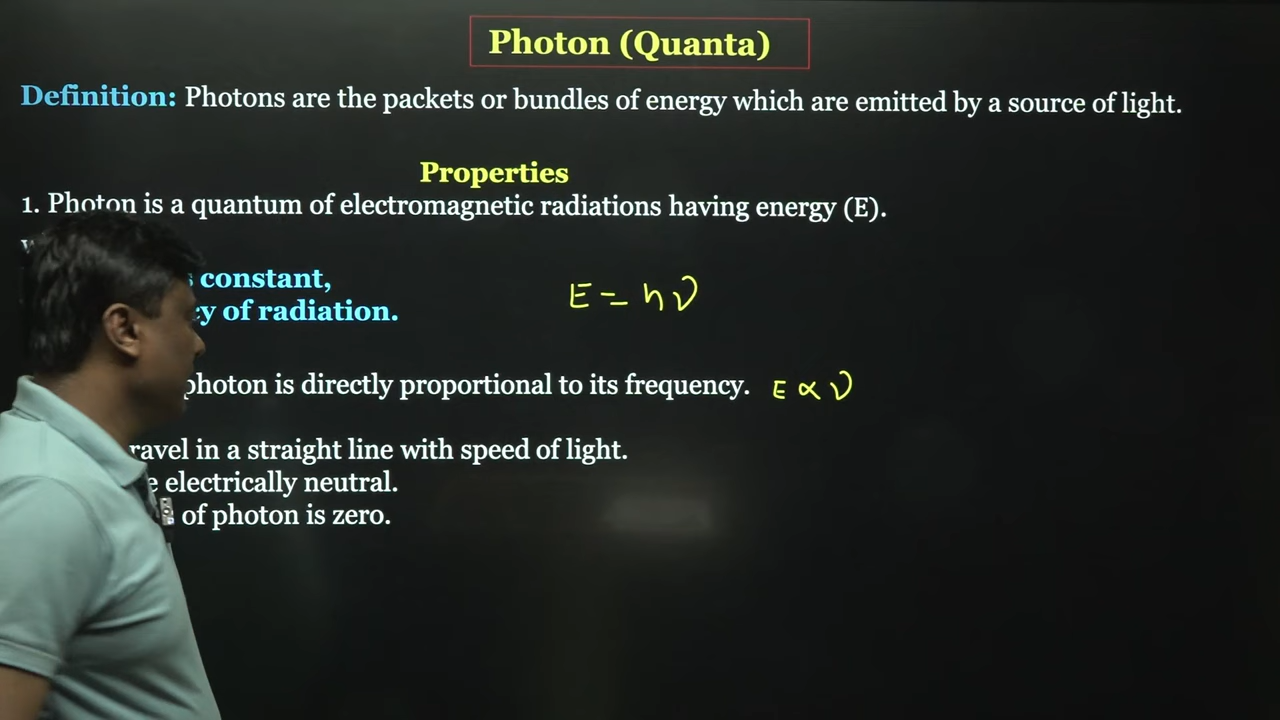 Photon (Quanta)
Definition: Photons are the packets or bundles of energy which are emitted by a source of light.
Properties
1. Photon is a quantum of electromagnetic radiations having energy (E).
constant,
E = hν
of radiation.
photon is directly proportional to its frequency. E ∝ ν
in a straight line with speed of light.
electrically neutral.
of photon is zero.